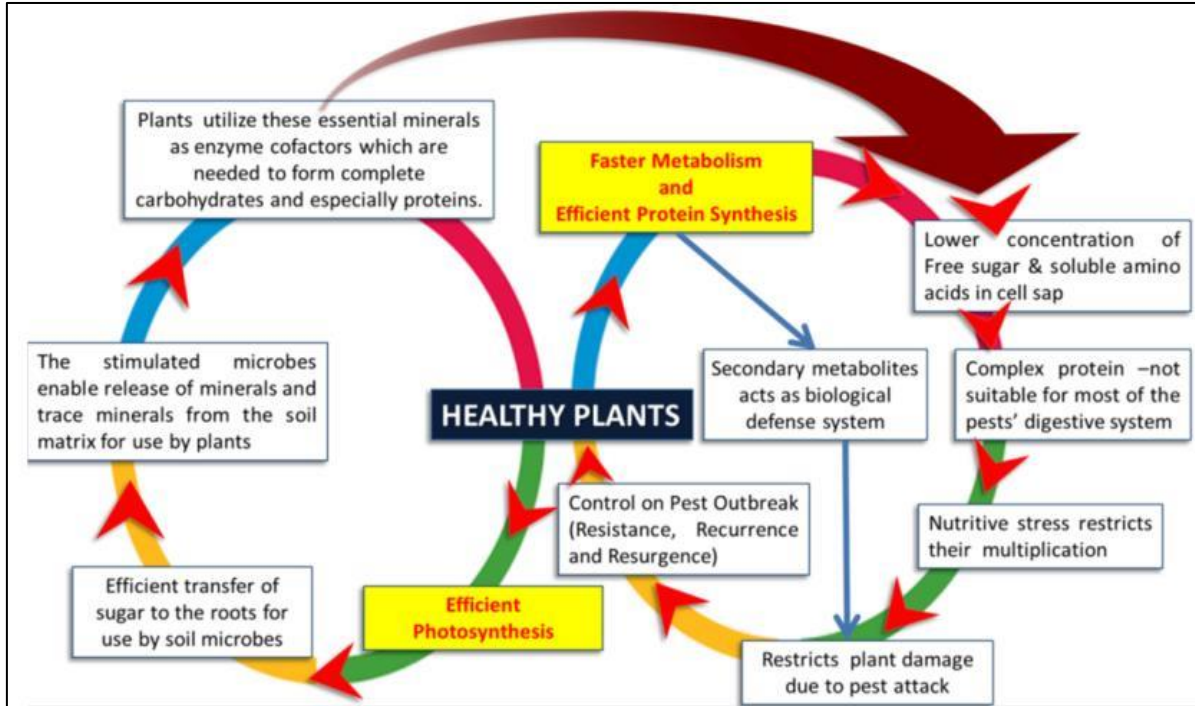 Plants utilize these essential minerals
as enzyme cofactors which are
needed to form complete
carbohydrates and especially proteins.
The stimulated microbes
enable release of minerals and
trace minerals from the soil
matrix for use by plants
Efficient transfer of
sugar to the roots for
use by soil microbes
Efficient
Photosynthesis
HEALTHY PLANTS
Faster Metabolism
and
Efficient Protein Synthesis
Lower concentration of
Free sugar & soluble amino
acids in cell sap
Secondary metabolites
acts as biological
defense system
Complex protein –not
suitable for most of the
pests’ digestive system
Nutritive stress restricts
their multiplication
Restricts plant damage
due to pest attack
Control on Pest Outbreak
(Resistance, Recurrence
and Resurgence)